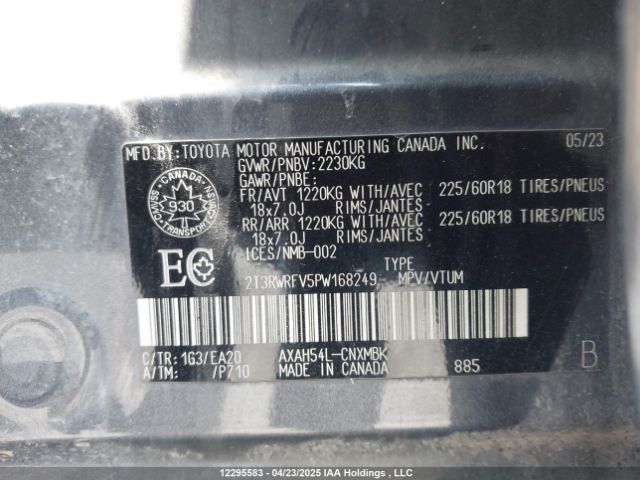 MFD.BY:TOYOTA MOTOR MANUFACTURING CANADA INC. 05/23
GVWR/PNBV:2230KG
GAWR/PNBE:
FR/AVT 1220KG WITH/AVEC 225/60R18 TIRES/PNEUS
18x7.0J RIMS/JANTES
RR/ARR 1220KG WITH/AVEC 225/60R18 TIRES/PNEUS
18x7.0J RIMS/JANTES
ICES/NMB-002
CANADA
930
TRANSPORT
EC
TYPE
2T3RWRFV5PW168249 MPV/VTUM
C/TR: 1G3/EA20 AXAH54L-CNXMBK B
A/TM: /P710 MADE IN CANADA 885
12295583 - 04/23/2025 IAA Holdings , LLC